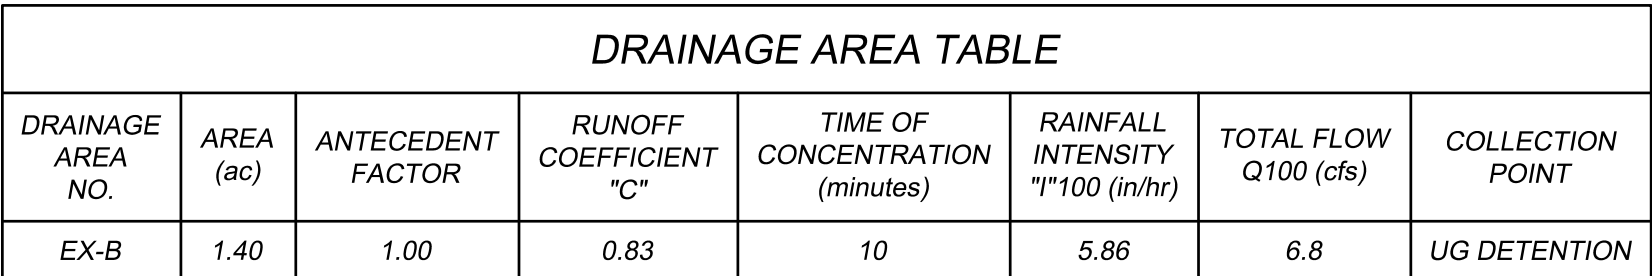 DRAINAGE AREA TABLE
DRAINAGE
AREA
NO.
AREA
(ac)
ANTECEDENT
FACTOR
RUNOFF
COEFFICIENT
"C"
TIME OF
CONCENTRATION
(minutes)
RAINFALL
INTENSITY
"I"100 (in/hr)
TOTAL FLOW
Q100 (cfs)
COLLECTION
POINT
EX-B 1.40 1.00 0.83 10 5.86 6.8 UG DETENTION